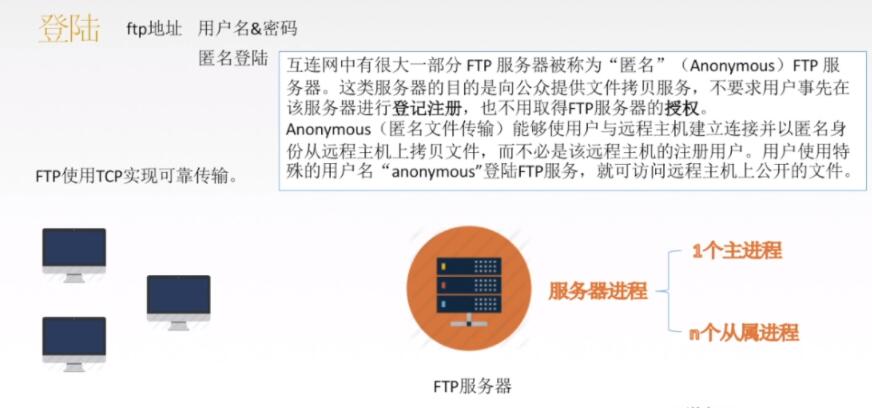 登陆 ftp地址 用户名&密码
匿名登陆
互连网中有很大一部分 FTP 服务器被称为“匿名”（Anonymous）FTP 服
务器。这类服务器的目的是向公众提供文件拷贝服务，不要求用户事先在
该服务器进行登记注册，也不用取得FTP服务器的授权。
Anonymous（匿名文件传输）能够使用户与远程主机建立连接并以匿名身
份从远程主机上拷贝文件，而不必是该远程主机的注册用户。用户使用特
殊的用户名“anonymous”登陆FTP服务，就可访问远程主机上公开的文件。
FTP使用TCP实现可靠传输。
1个主进程
服务器进程
n个从属进程
FTP服务器